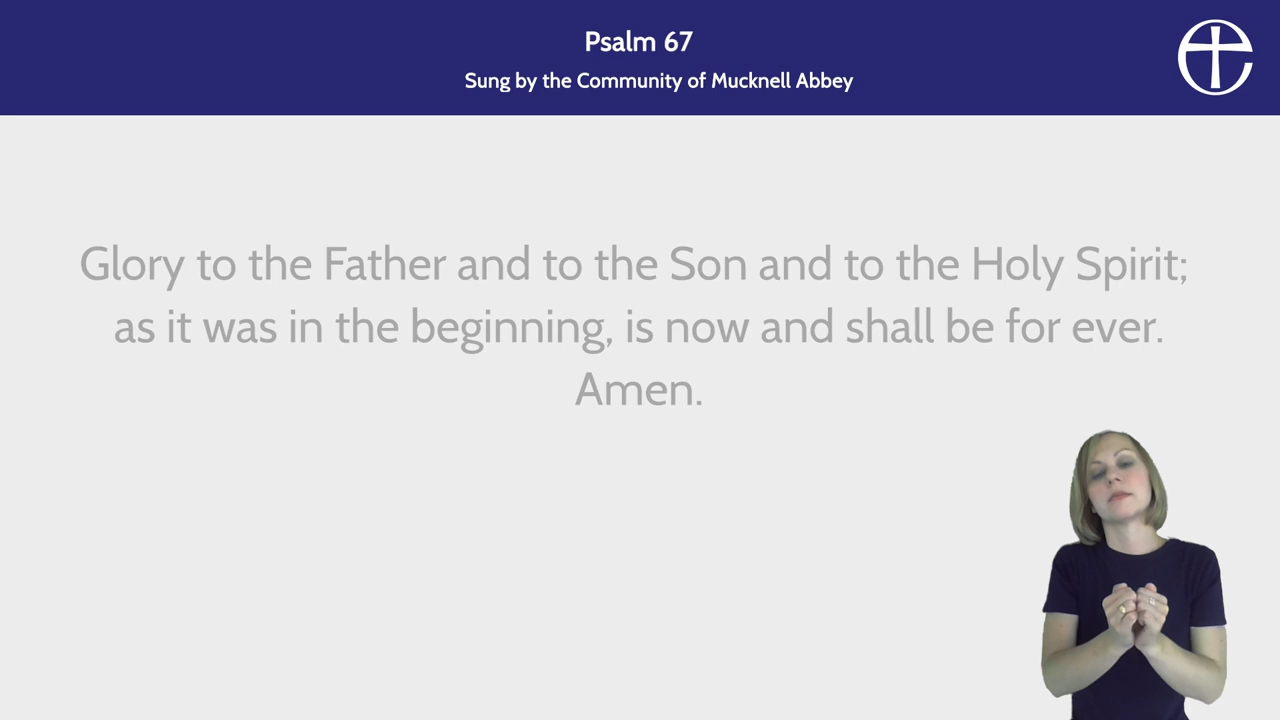 Psalm 67
Sung by the Community of Mucknell Abbey
Glory to the Father and to the Son and to the Holy Spirit;
as it was in the beginning, is now and shall be for ever.
Amen.